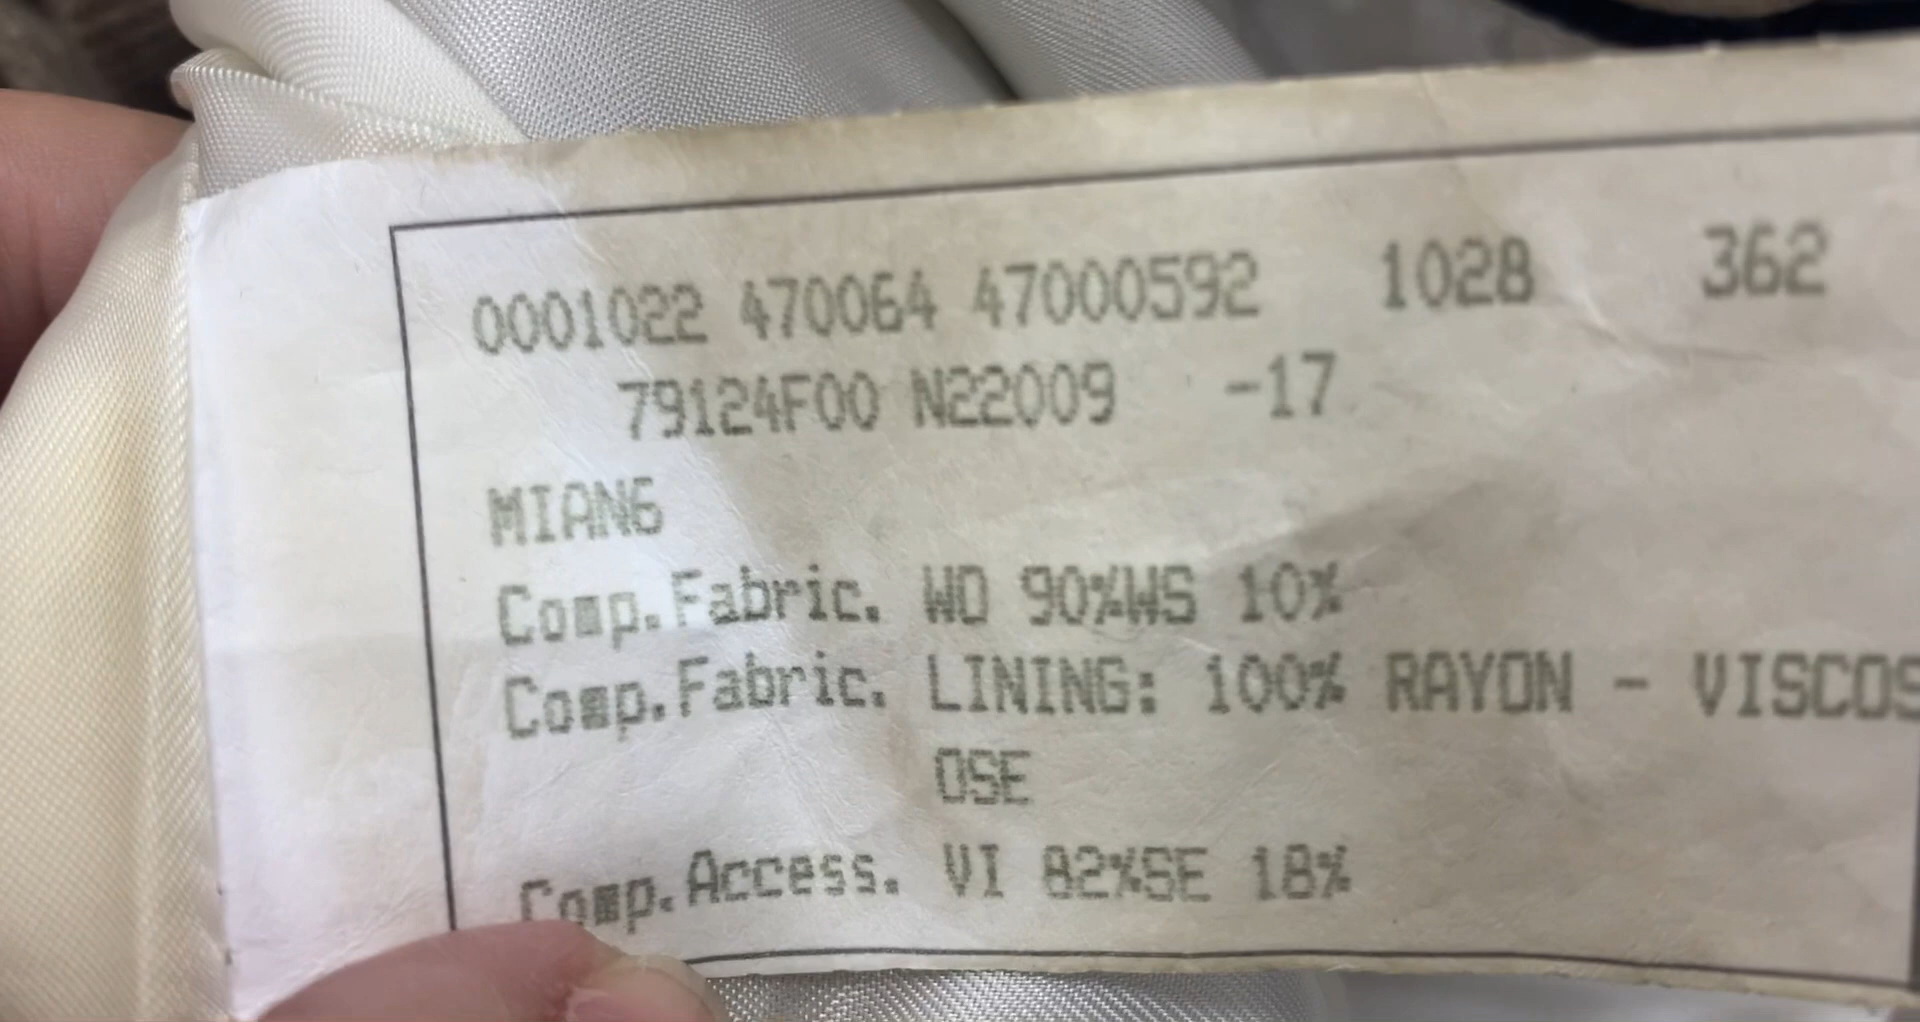 0001022 470064 47000592 1028 362
79124F00 N22009 -17
MIANG
Comp.Fabric. WO 90%WS 10%
Comp.Fabric. LINING: 100% RAYON - VISCOS
OSE
Comp.Access. VI 82%SE 18%